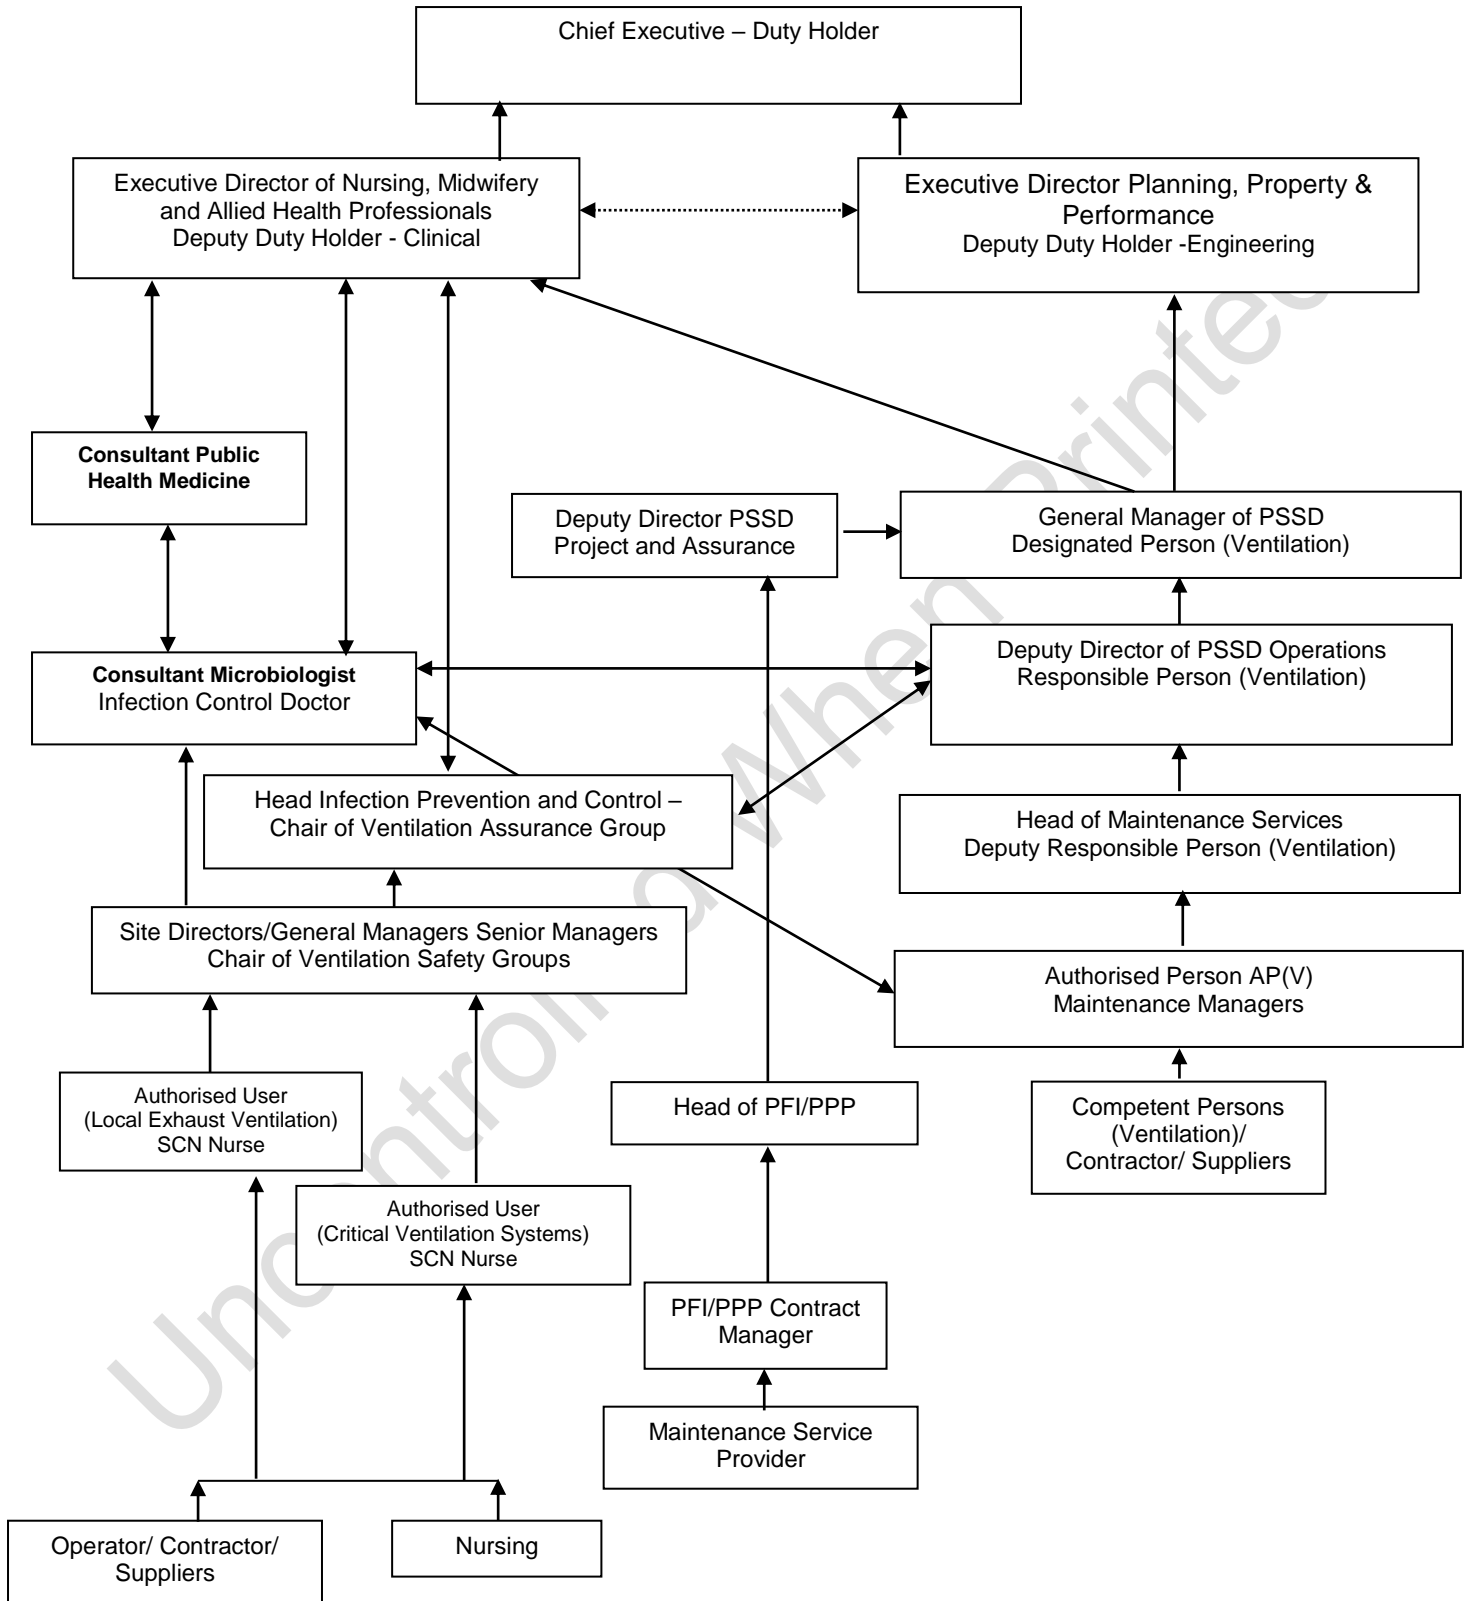 Chief Executive – Duty Holder
Executive Director of Nursing, Midwifery
and Allied Health Professionals
Deputy Duty Holder - Clinical
Executive Director Planning, Property &
Performance
Deputy Duty Holder -Engineering
Consultant Public
Health Medicine
Deputy Director PSSD
Project and Assurance
General Manager of PSSD
Designated Person (Ventilation)
Consultant Microbiologist
Infection Control Doctor
Deputy Director of PSSD Operations
Responsible Person (Ventilation)
Head Infection Prevention and Control –
Chair of Ventilation Assurance Group
Head of Maintenance Services
Deputy Responsible Person (Ventilation)
Site Directors/General Managers Senior Managers
Chair of Ventilation Safety Groups
Authorised Person AP(V)
Maintenance Managers
Authorised User
(Local Exhaust Ventilation)
SCN Nurse
Head of PFI/PPP
Competent Persons
(Ventilation)/
Contractor/ Suppliers
Authorised User
(Critical Ventilation Systems)
SCN Nurse
PFI/PPP Contract
Manager
Maintenance Service
Provider
Operator/ Contractor/
Suppliers
Nursing
Uncontrolled When Printed